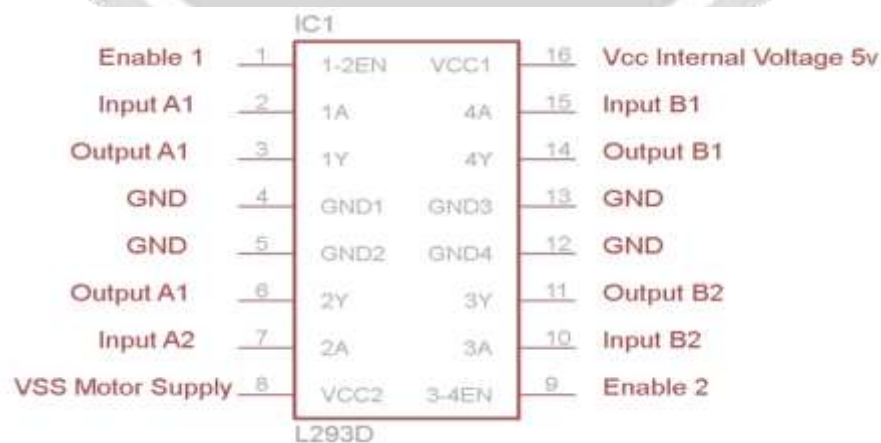 IC1
Enable 1 1 1-2EN VCC1 16 Vcc Internal Voltage 5v
Input A1 2 1A 4A 15 Input B1
Output A1 3 1Y 4Y 14 Output B1
GND 4 GND1 GND3 13 GND
GND 5 GND2 GND4 12 GND
Output A1 6 2Y 3Y 11 Output B2
Input A2 7 2A 3A 10 Input B2
VSS Motor Supply 8 VCC2 3-4EN 9 Enable 2
L293D